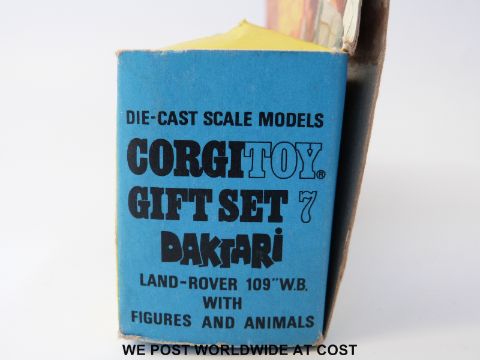 DIE-CAST SCALE MODELS
CORGI TOY®
GIFT SET 7
DAKTARI
LAND-ROVER 109" W.B.
WITH
FIGURES AND ANIMALS
WE POST WORLDWIDE AT COST